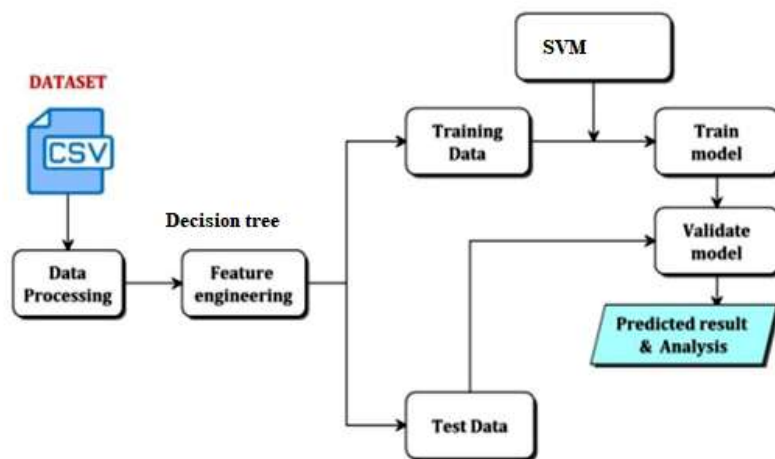 SVM
DATASET
CSV
Training
Data
Train
model
Decision tree
Validate
model
Data
Processing
Feature
engineering
Predicted result
& Analysis
Test Data